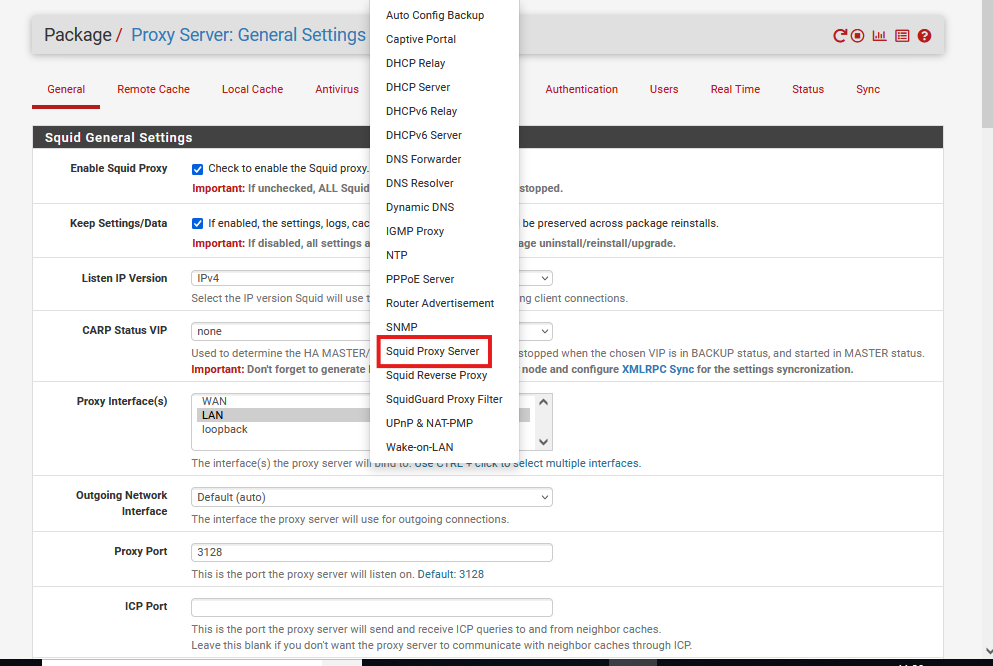 Package / Proxy Server: General Settings
General Remote Cache Local Cache Antivirus Authentication Users Real Time Status Sync
Auto Config Backup
Captive Portal
DHCP Relay
DHCP Server
DHCPv6 Relay
DHCPv6 Server
DNS Forwarder
DNS Resolver
Dynamic DNS
IGMP Proxy
NTP
PPPoE Server
Router Advertisement
SNMP
Squid Proxy Server
Squid Reverse Proxy
SquidGuard Proxy Filter
UPnP & NAT-PMP
Wake-on-LAN
Squid General Settings
Enable Squid Proxy
Check to enable the Squid proxy.
Important: If unchecked, ALL Squid stopped.
Keep Settings/Data
If enabled, the settings, logs, cac be preserved across package reinstalls.
Important: If disabled, all settings a age uninstall/reinstall/upgrade.
Listen IP Version
IPv4
Select the IP version Squid will use t ng client connections.
CARP Status VIP
none
Used to determine the HA MASTER/ stopped when the chosen VIP is in BACKUP status, and started in MASTER status.
Important: Don't forget to generate node and configure XMLRPC Sync for the settings syncronization.
Proxy Interface(s)
WAN
LAN
loopback
The interface(s) the proxy server will bind to. Use CTRL + click to select multiple interfaces.
Outgoing Network
Interface
Default (auto)
The interface the proxy server will use for outgoing connections.
Proxy Port
3128
This is the port the proxy server will listen on. Default: 3128
ICP Port
This is the port the proxy server will send and receive ICP queries to and from neighbor caches.
Leave this blank if you don't want the proxy server to communicate with neighbor caches through ICP.